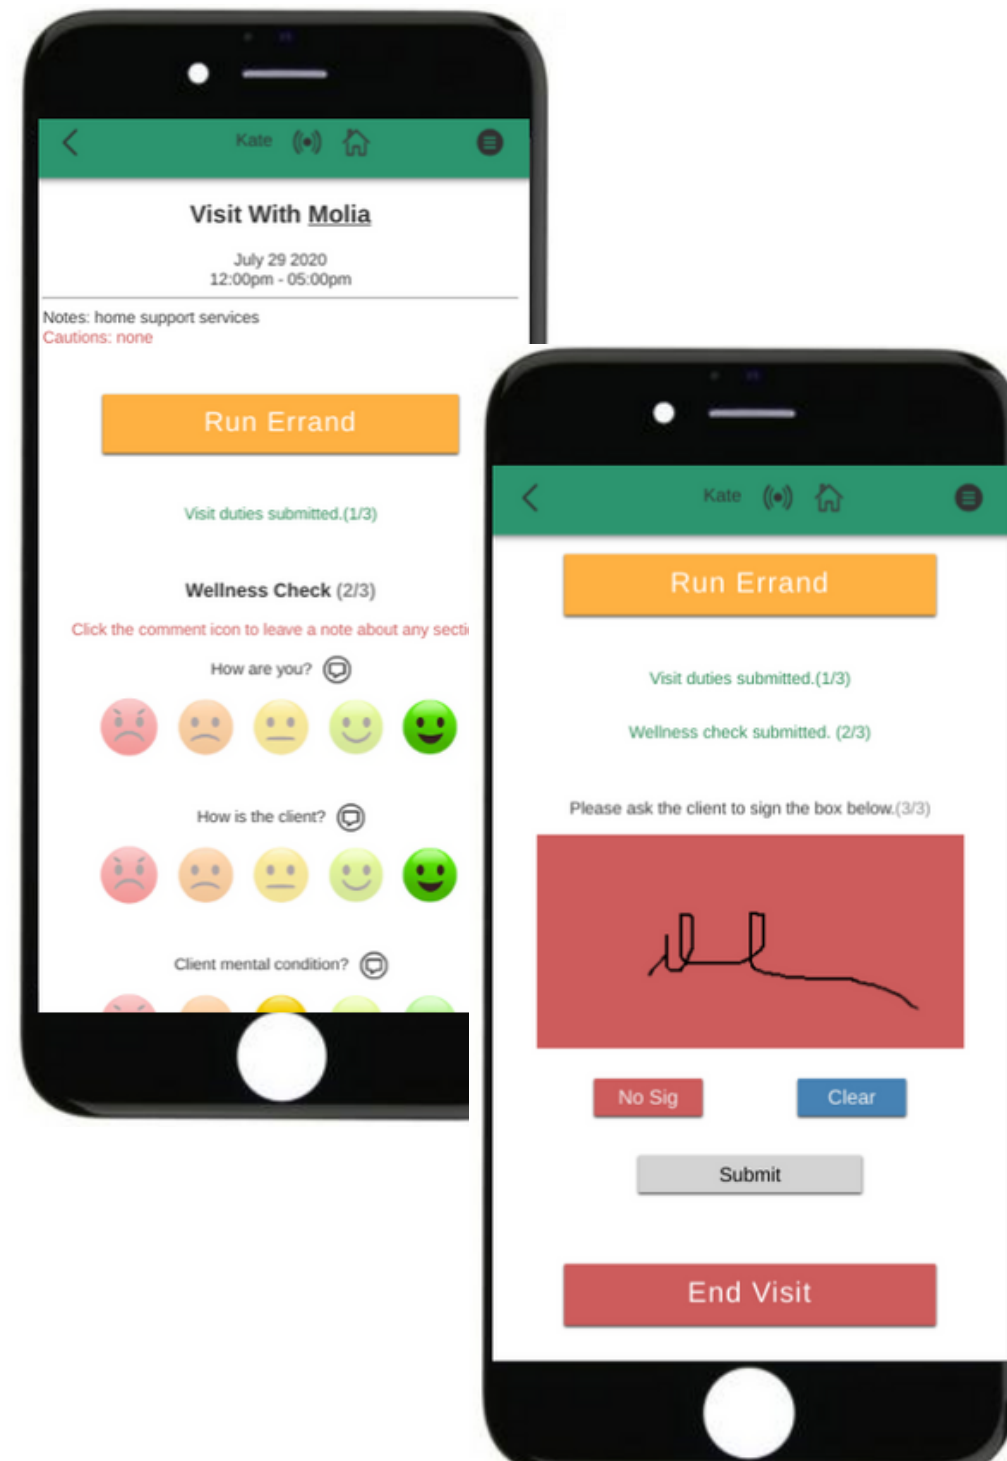 Kate
Visit With Molia
July 29 2020
12:00pm - 05:00pm
Notes: home support services
Cautions: none
Run Errand
Visit duties submitted.(1/3)
Wellness Check (2/3)
Click the comment icon to leave a note about any
How are you?
How is the client?
Client mental condition?
Kate
Run Errand
Visit duties submitted.(1/3)
Wellness check submitted. (2/3)
Please ask the client to sign the box below.(3/3)
No Sig
Clear
Submit
End Visit